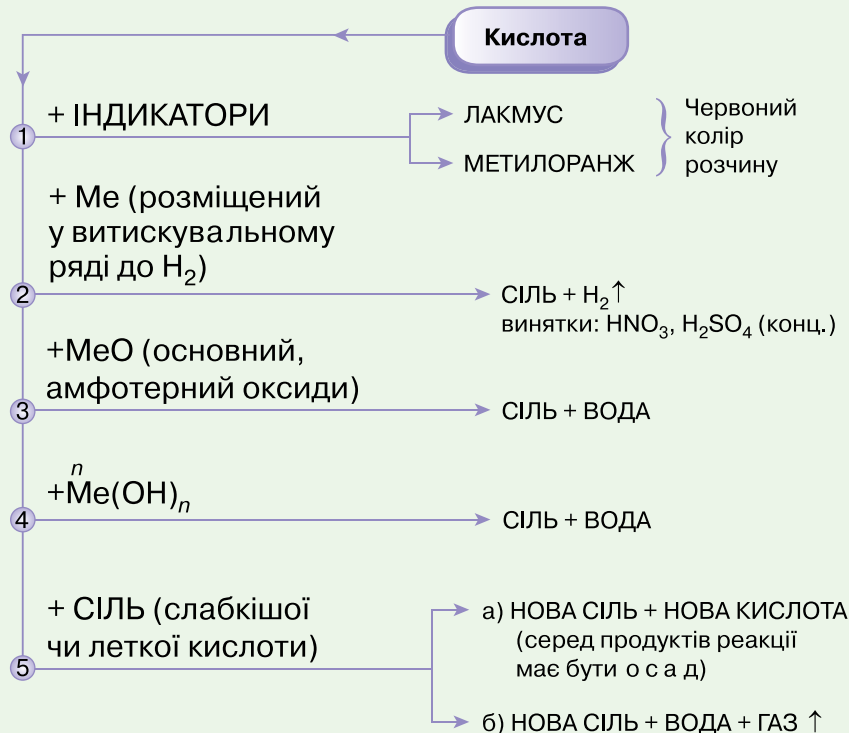 Кислота
1
+ ІНДИКАТОРИ
ЛАКМУС
МЕТИЛОРАНЖ
Червоний
колір
розчину
2
+ Ме (розміщений
у витискувальному
ряді до H₂)
СІЛЬ + H₂↑
винятки: HNO₃, H₂SO₄ (конц.)
3
+МеО (основний,
амфотерний оксиди)
СІЛЬ + ВОДА
4
n
+Me(OH)ₙ
СІЛЬ + ВОДА
5
+ СІЛЬ (слабкішої
чи леткої кислоти)
а) НОВА СІЛЬ + НОВА КИСЛОТА
(серед продуктів реакції
має бути о с а д)
б) НОВА СІЛЬ + ВОДА + ГАЗ ↑